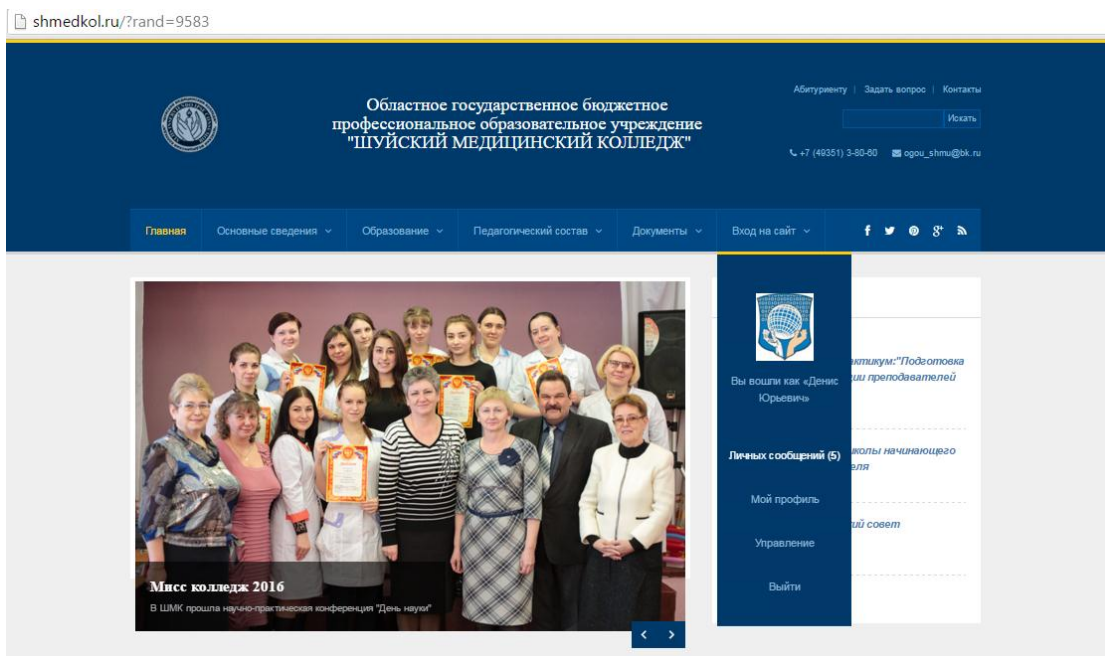 shmedkol.ru/?rand=9583
Абитуриенту | Задать вопрос | Контакты
Областное государственное бюджетное
профессиональное образовательное учреждение
"ШУЙСКИЙ МЕДИЦИНСКИЙ КОЛЛЕДЖ"
Искать
+7 (49351) 3-80-60 ogou_shmu@bk.ru
Главная Основные сведения Образование Педагогический состав Документы Вход на сайт
Вы вошли как «Денис
Юрьевич»
Личных сообщений (5)
Мой профиль
Управление
Выйти
актикум:"Подготовка
ции преподавателей
колы начинающего
еля
ий совет
Мисс колледж 2016
В ШМК прошла научно-практическая конференция "День науки"